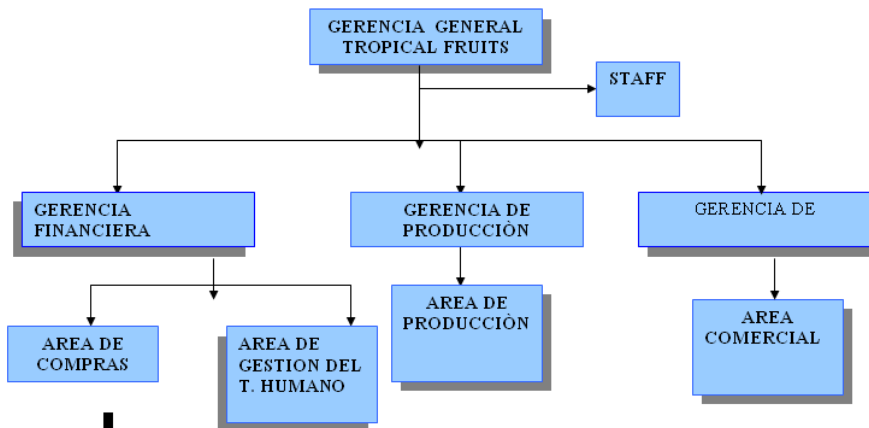 GERENCIA GENERAL
TROPICAL FRUITS
STAFF
GERENCIA
FINANCIERA
GERENCIA DE
PRODUCCIÒN
GERENCIA DE
AREA DE
COMPRAS
AREA DE
GESTION DEL
T. HUMANO
AREA DE
PRODUCCIÒN
AREA
COMERCIAL